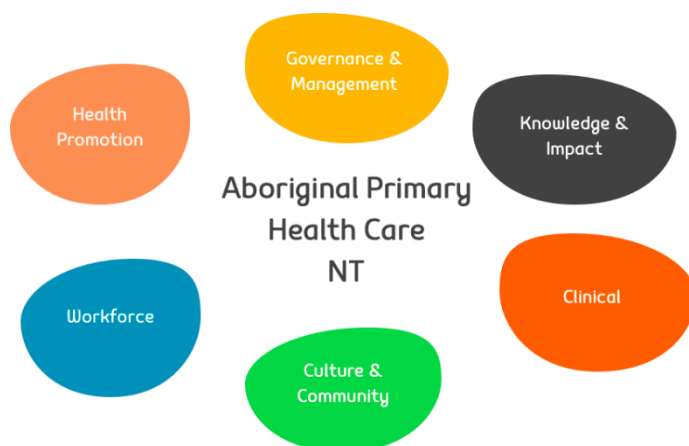 Governance &
Management
Health
Promotion
Knowledge &
Impact
Aboriginal Primary
Health Care
NT
Workforce
Clinical
Culture &
Community